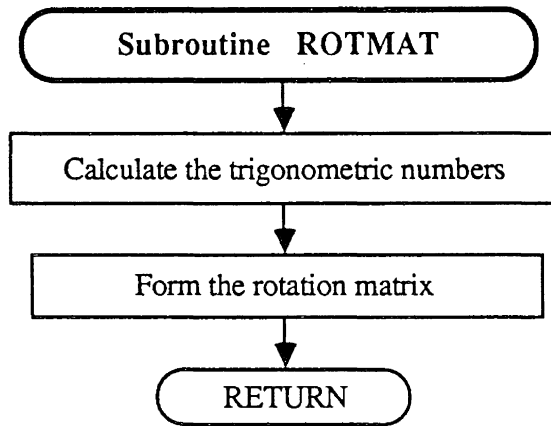 Subroutine ROTMAT
Calculate the trigonometric numbers
Form the rotation matrix
RETURN